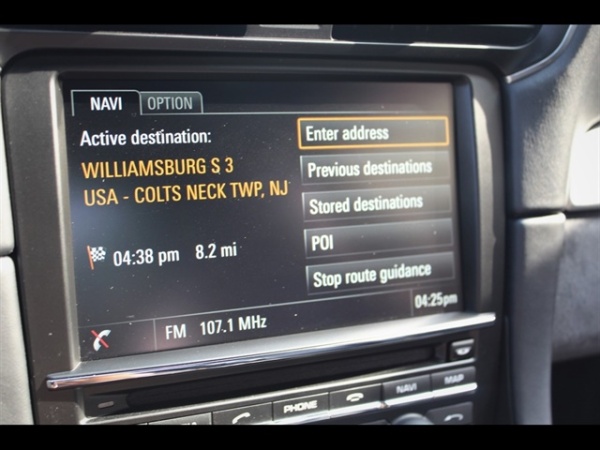 NAVI OPTION
Active destination:
WILLIAMSBURG S 3
USA - COLTS NECK TWP, NJ
04:38 pm 8.2 mi
Enter address
Previous destinations
Stored destinations
POI
Stop route guidance
04:25pm
FM 107.1 MHz
NAVI MAP
PHONE